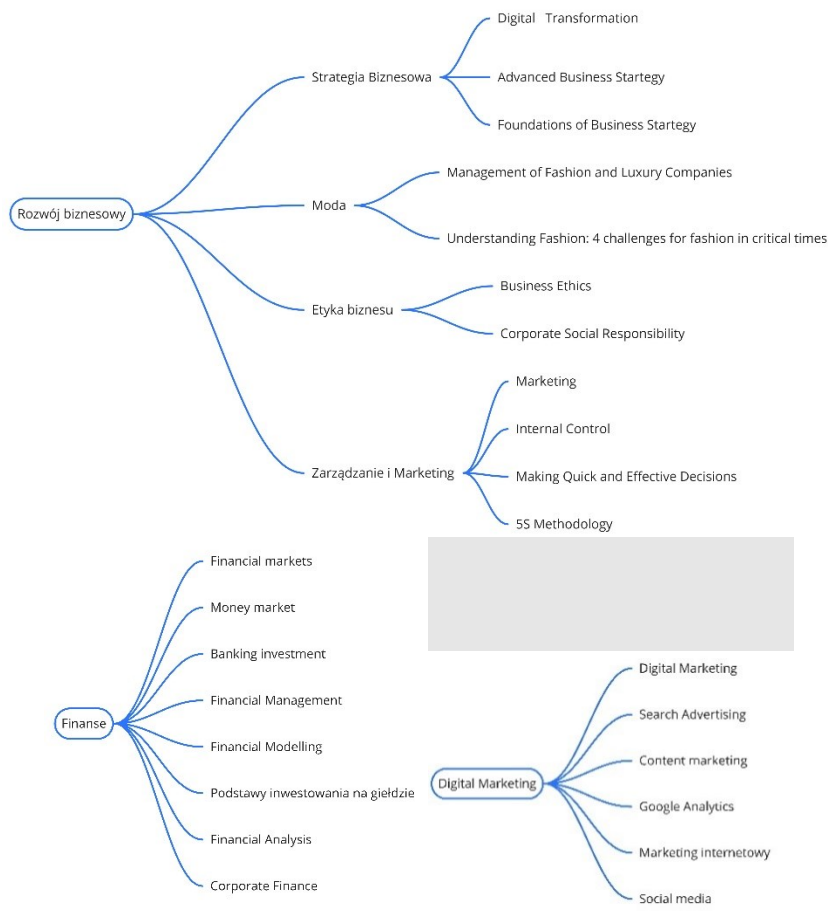 Rozwój biznesowy
Strategia Biznesowa
Digital Transformation
Advanced Business Startegy
Foundations of Business Startegy
Moda
Management of Fashion and Luxury Companies
Understanding Fashion: 4 challenges for fashion in critical times
Etyka biznesu
Business Ethics
Corporate Social Responsibility
Zarządzanie i Marketing
Marketing
Internal Control
Making Quick and Effective Decisions
5S Methodology
Finanse
Financial markets
Money market
Banking investment
Financial Management
Financial Modelling
Podstawy inwestowania na giełdzie
Financial Analysis
Corporate Finance
Digital Marketing
Digital Marketing
Search Advertising
Content marketing
Google Analytics
Marketing internetowy
Social media